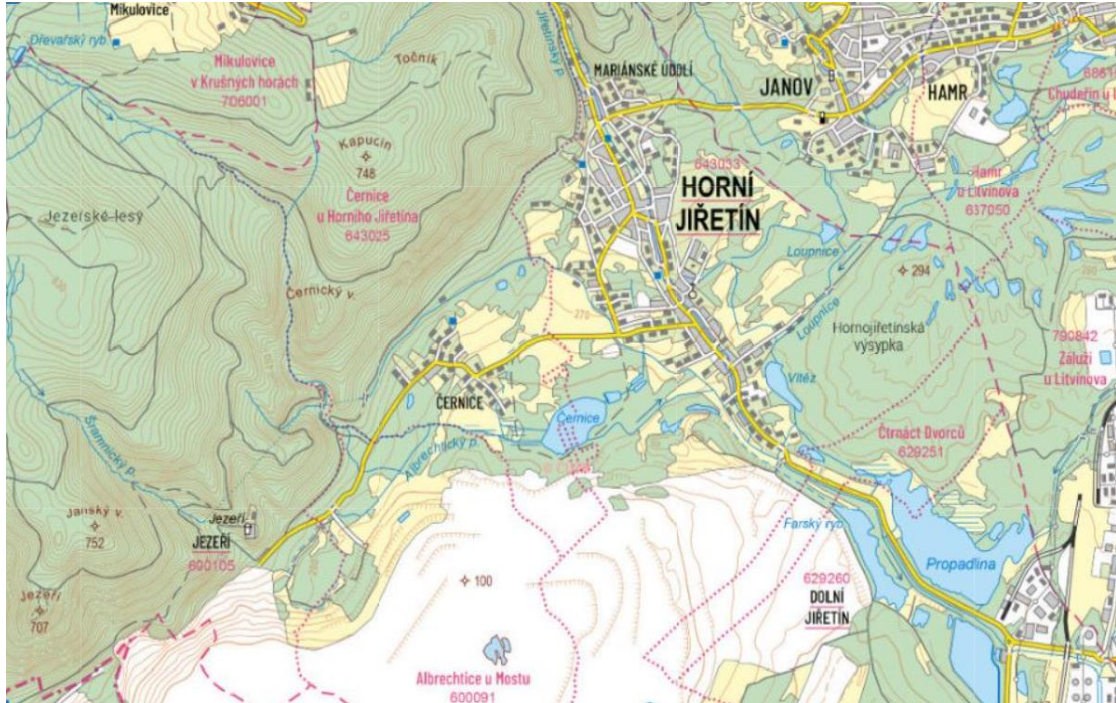 Mikulovice
Dřevařský ryb.
Mikulovice
v Krušných horách
706001
Točník
Jiřetínský p.
MARIÁNSKÉ ÚDOLÍ
JANOV
HAMR
Chudeřín u L
Kapucín
748
Černice
u Horního Jiřetína
643025
643033
HORNÍ
JIŘETÍN
Hamr
u Litvínova
637050
Jezeřské lesy
Černický v.
Loupnice
Loupnice
294
270
Hornojiřetínská
výsypka
790842
Záluží
u Litvínova
Vítěz
ČERNICE
Černice
Čtrnáct Dvorců
629251
Šramnický p.
Albrechtický p.
Janský v.
752
Jezeří
JEZEŘÍ
600105
Farský ryb.
Propadlina
Jezeří
707
100
629260
DOLNÍ
JIŘETÍN
Albrechtice u Mostu
600091